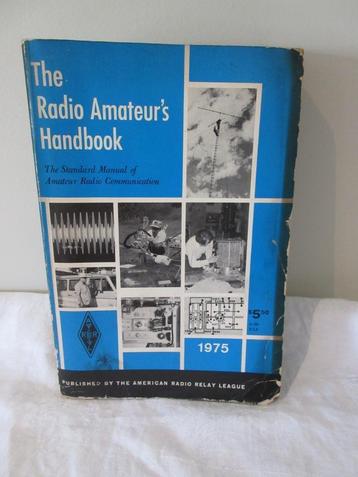 The
Radio Amateur's
Handbook
The Standard Manual of
Amateur Radio Communication
$5.50
1975
PUBLISHED BY THE AMERICAN RADIO RELAY LEAGUE